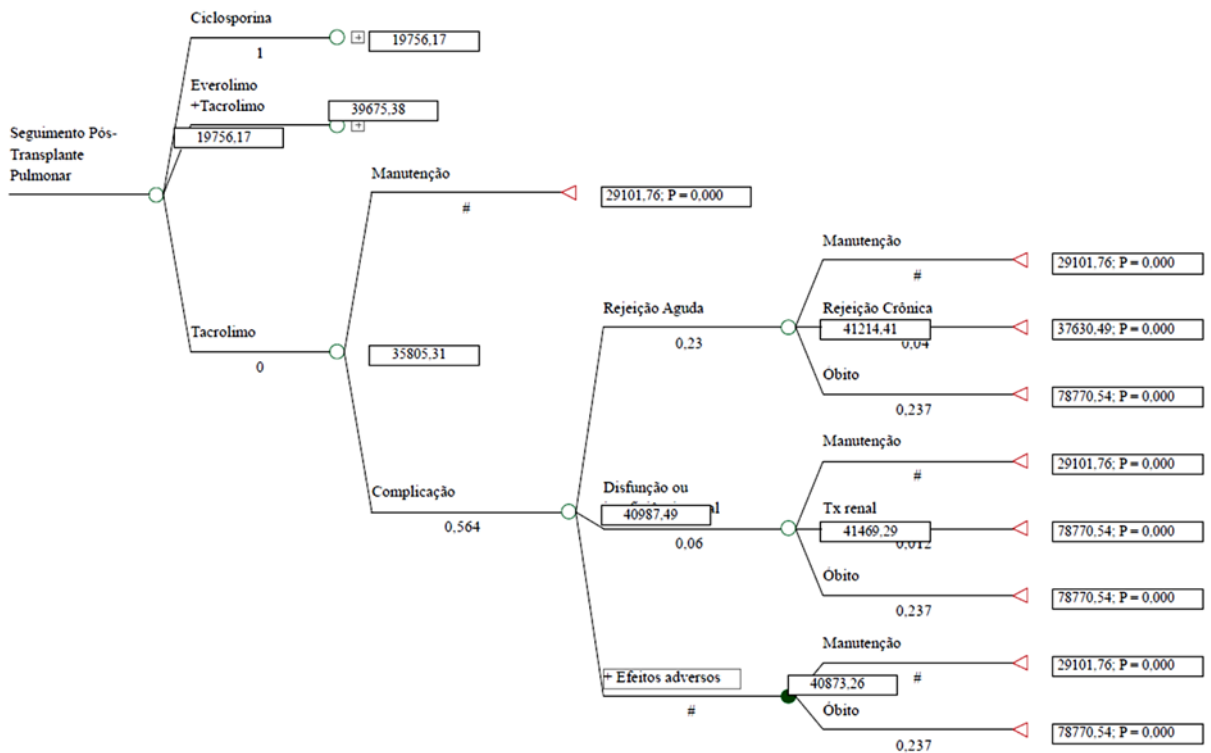 Ciclosporina
1
19756,17
Everolimo
+Tacrolimo
39675,38
Seguimento Pós-
Transplante
Pulmonar
19756,17
Manutenção
#
29101,76; P = 0,000
Tacrolimo
0
35805,31
Complicação
0,564
40987,49
Rejeição Aguda
0,23
41214,41
Manutenção
#
29101,76; P = 0,000
Rejeição Crônica
0,04
37630,49; P = 0,000
Óbito
0,237
78770,54; P = 0,000
Disfunção ou
0,06
41469,29
Manutenção
#
29101,76; P = 0,000
Tx renal
0,012
78770,54; P = 0,000
Óbito
0,237
78770,54; P = 0,000
+ Efeitos adversos
#
40873,26
Manutenção
#
29101,76; P = 0,000
Óbito
0,237
78770,54; P = 0,000